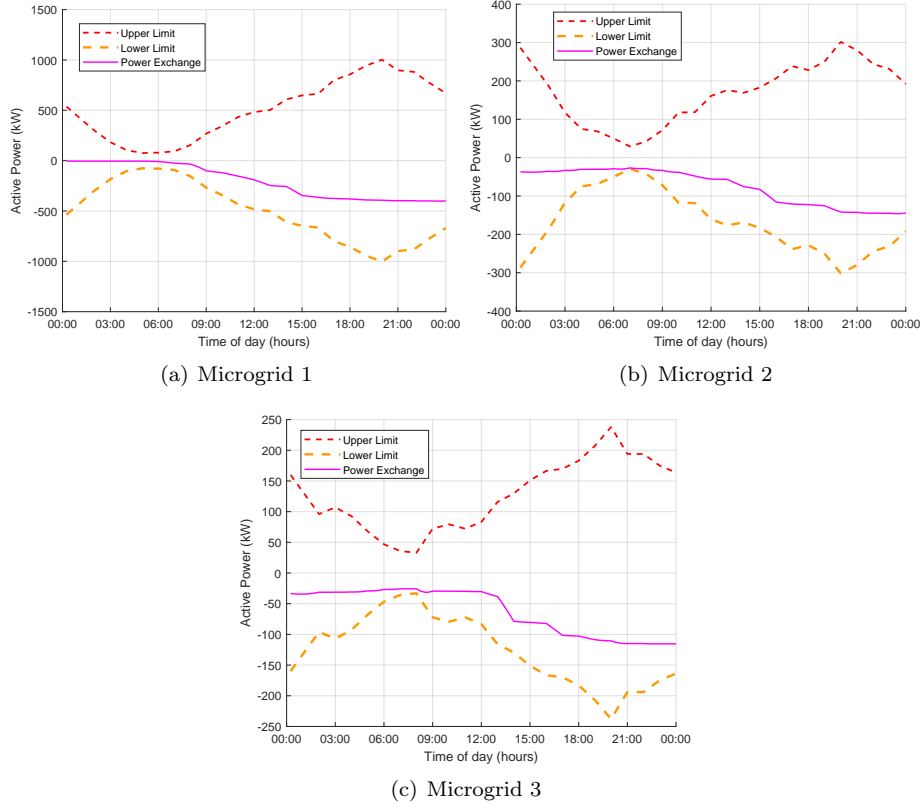 1500
1000
500
0
-500
-1000
-1500
Active Power (kW)
Upper Limit
Lower Limit
Power Exchange
00:00 03:00 06:00 09:00 12:00 15:00 18:00 21:00 00:00
Time of day (hours)
(a) Microgrid 1
400
300
200
100
0
-100
-200
-300
-400
Active Power (kW)
Upper Limit
Lower Limit
Power Exchange
00:00 03:00 06:00 09:00 12:00 15:00 18:00 21:00 00:00
Time of day (hours)
(b) Microgrid 2
250
200
150
100
50
0
-50
-100
-150
-200
-250
Active Power (kW)
Upper Limit
Lower Limit
Power Exchange
00:00 03:00 06:00 09:00 12:00 15:00 18:00 21:00 00:00
Time of day (hours)
(c) Microgrid 3